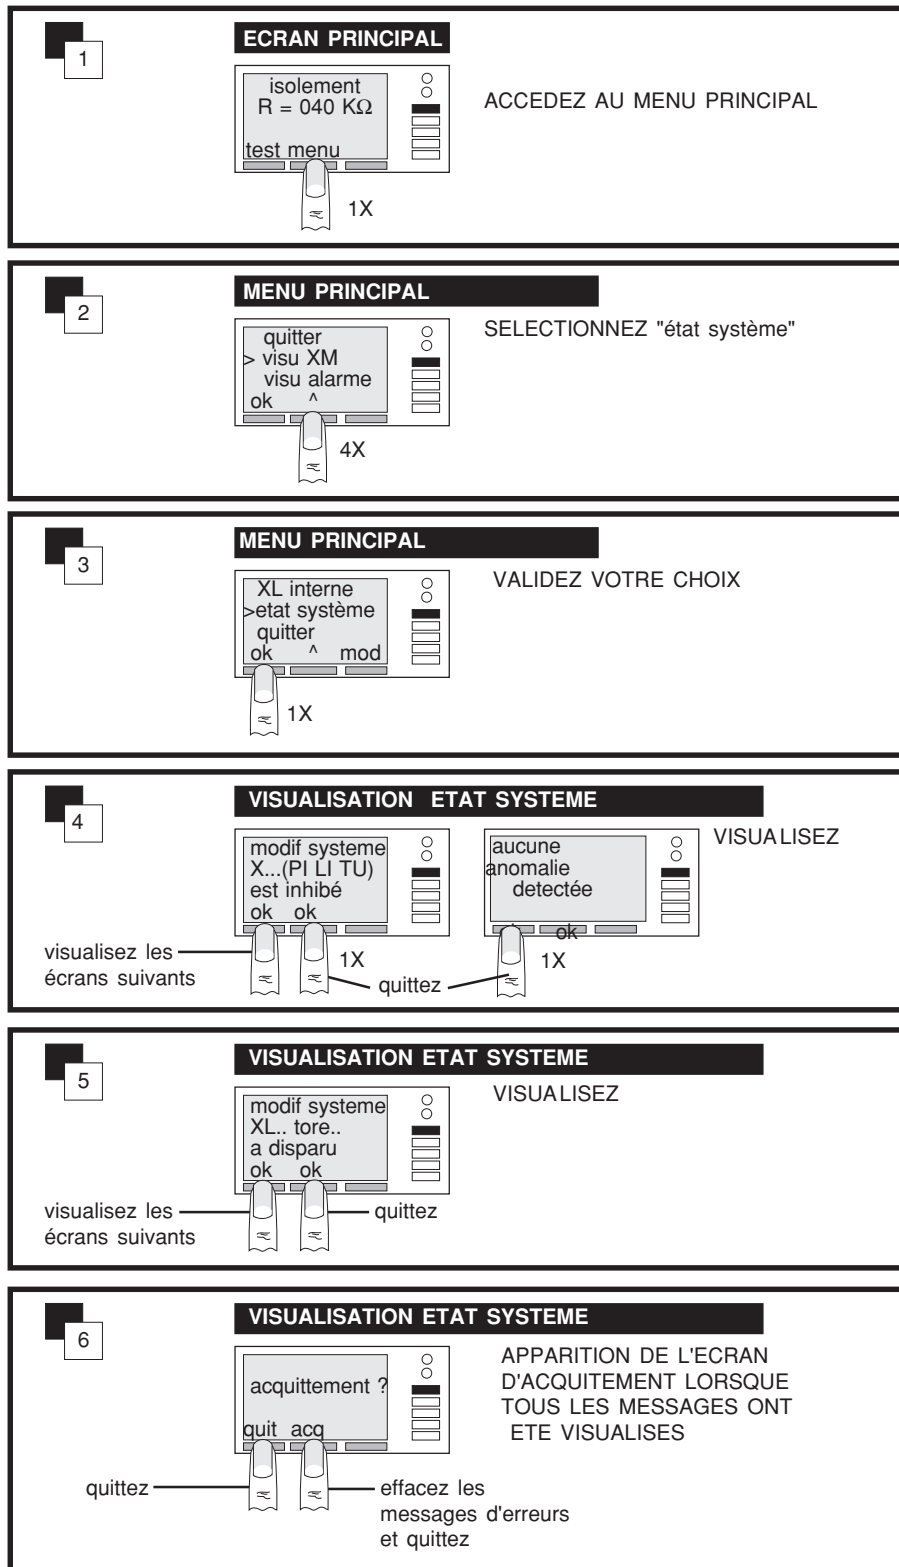 1
ECRAN PRINCIPAL
isolement
R = 040 KΩ
test menu
1X
ACCEDEZ AU MENU PRINCIPAL
2
MENU PRINCIPAL
quitter
> visu XM
visu alarme
ok ^
4X
SELECTIONNEZ "état système"
3
MENU PRINCIPAL
XL interne
>etat système
quitter
ok ^ mod
1X
VALIDEZ VOTRE CHOIX
4
VISUALISATION ETAT SYSTEME
modif systeme
X...(PI LI TU)
est inhibé
ok ok
1X
visualisez les
écrans suivants
quittez
aucune
anomalie
detectée
ok
1X
VISUALISEZ
5
VISUALISATION ETAT SYSTEME
modif systeme
XL.. tore..
a disparu
ok ok
VISUALISEZ
visualisez les
écrans suivants
quittez
6
VISUALISATION ETAT SYSTEME
acquittement ?
quit acq
APPARITION DE L'ECRAN
D'ACQUITEMENT LORSQUE
TOUS LES MESSAGES ONT
ETE VISUALISES
quittez
effacez les
messages d'erreurs
et quittez